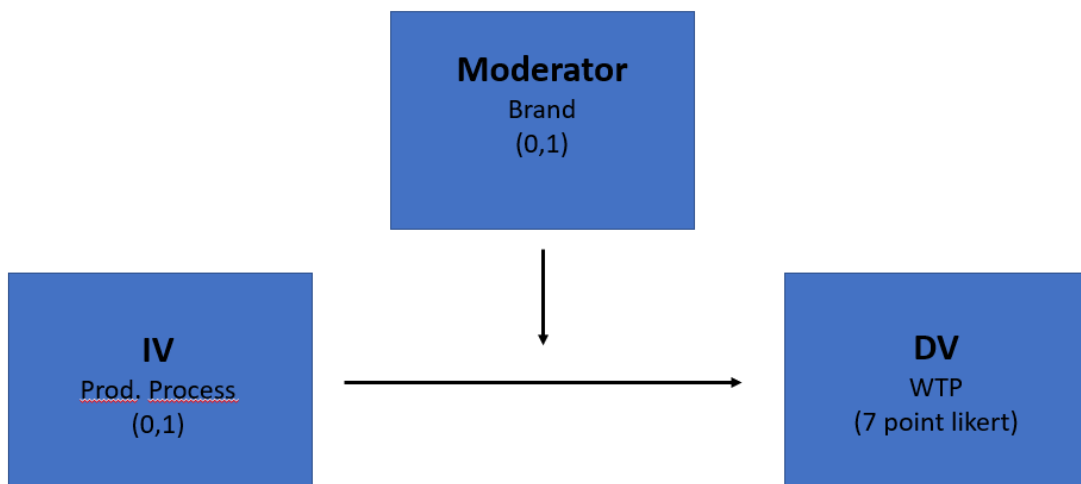 Moderator
Brand
(0,1)
IV
Prod. Process
(0,1)
DV
WTP
(7 point likert)